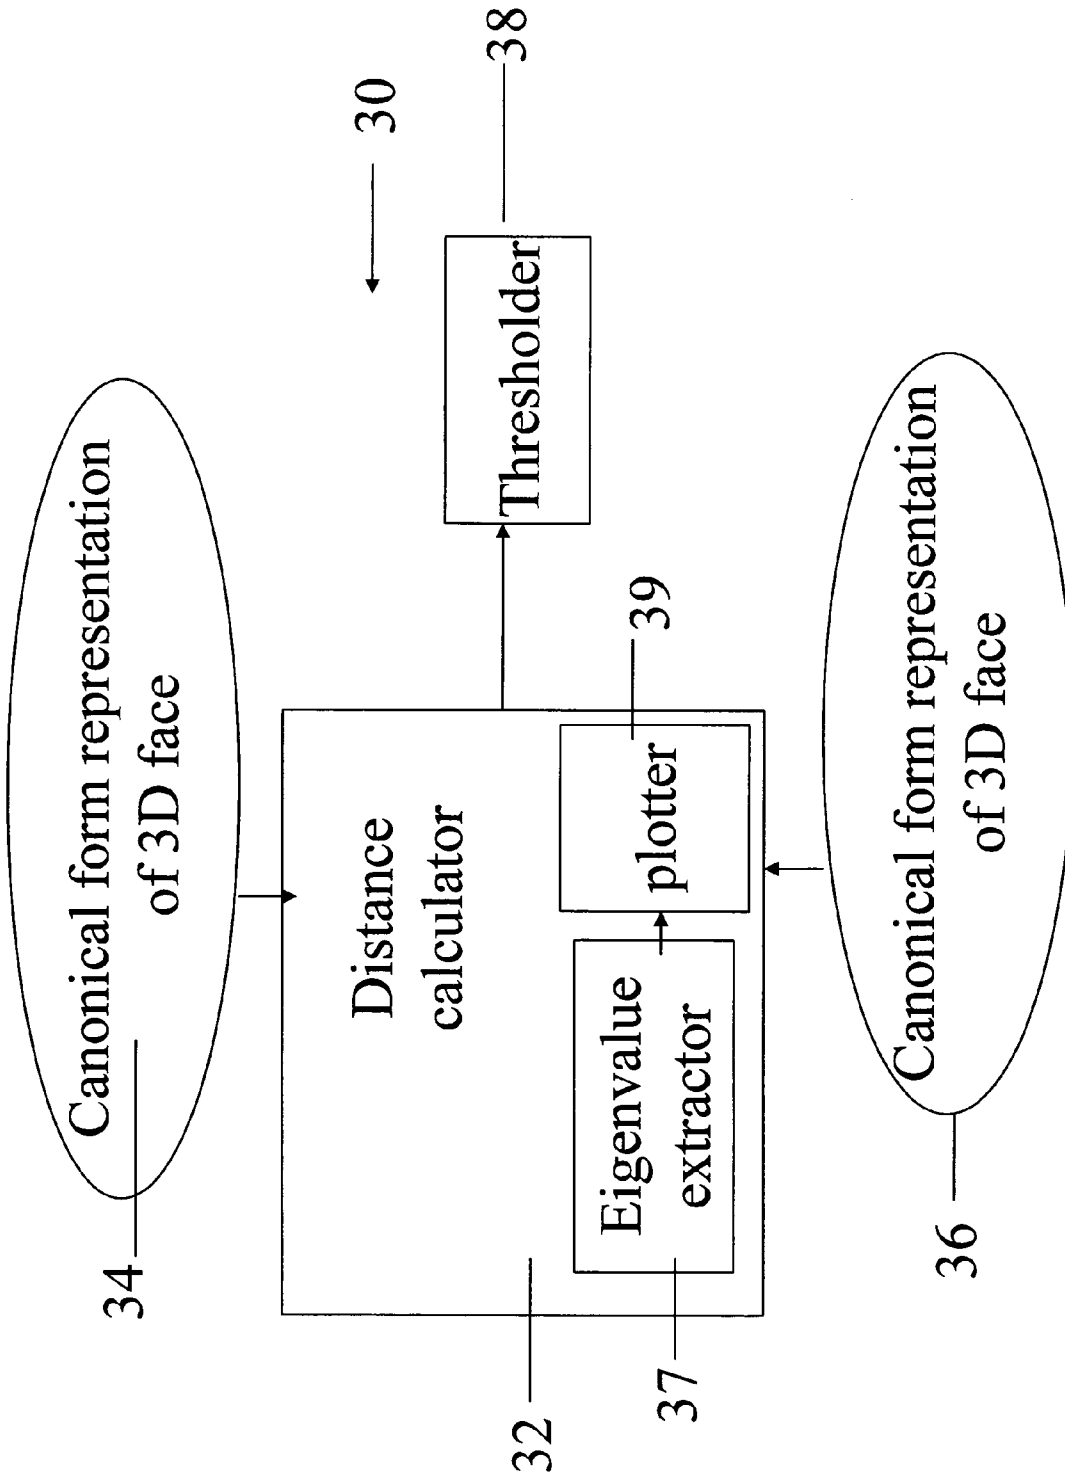 34
Canonical form representation
of 3D face
30
38
Distance
calculator
Thresholder
32
Eigenvalue
extractor
plotter
39
37
36
Canonical form representation
of 3D face